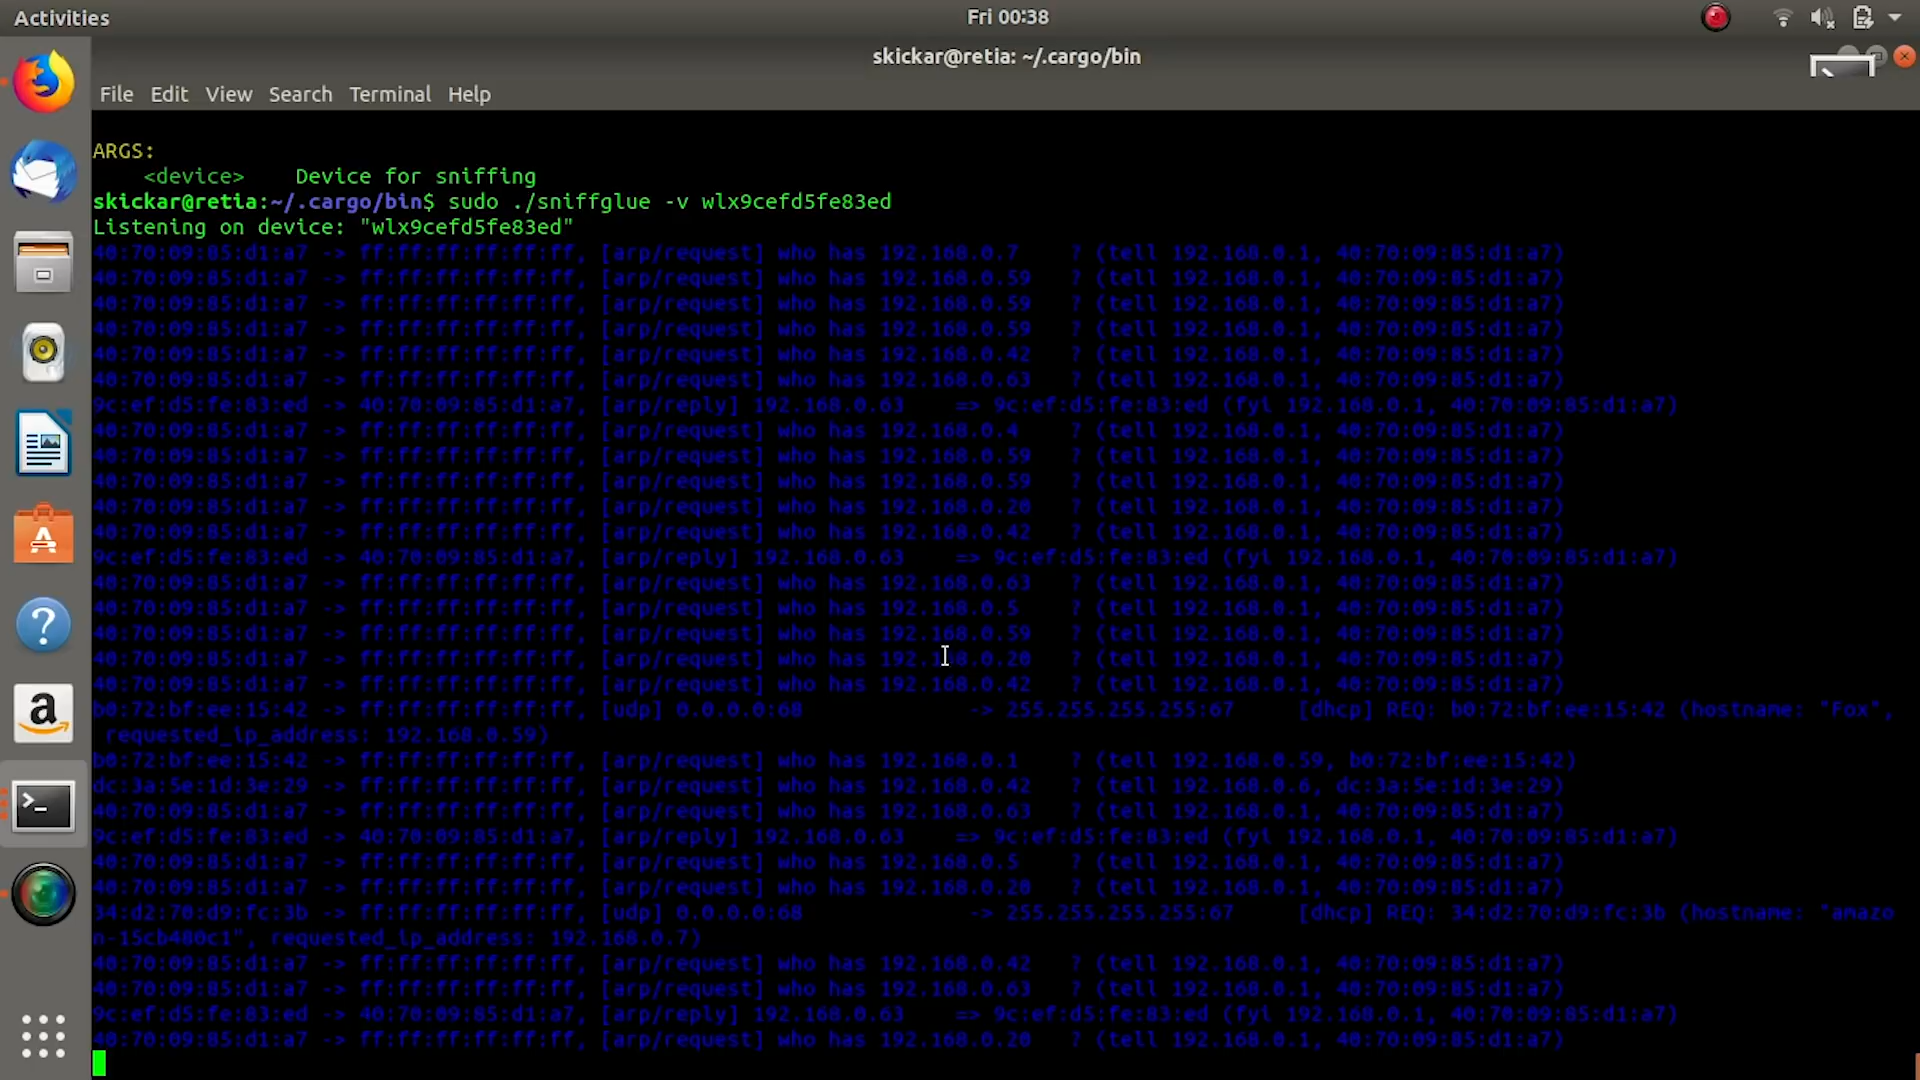 Activities
Fri 00:38
skickar@retia: ~/.cargo/bin
File Edit View Search Terminal Help
ARGS:
<device> Device for sniffing
skickar@retia:~/.cargo/bin$ sudo ./sniffglue -v wlx9cefd5fe83ed
Listening on device: "wlx9cefd5fe83ed"
40:70:09:85:d1:a7 -> ff:ff:ff:ff:ff:ff, [arp/request] who has 192.168.0.7 ? (tell 192.168.0.1, 40:70:09:85:d1:a7)
40:70:09:85:d1:a7 -> ff:ff:ff:ff:ff:ff, [arp/request] who has 192.168.0.59 ? (tell 192.168.0.1, 40:70:09:85:d1:a7)
40:70:09:85:d1:a7 -> ff:ff:ff:ff:ff:ff, [arp/request] who has 192.168.0.59 ? (tell 192.168.0.1, 40:70:09:85:d1:a7)
40:70:09:85:d1:a7 -> ff:ff:ff:ff:ff:ff, [arp/request] who has 192.168.0.59 ? (tell 192.168.0.1, 40:70:09:85:d1:a7)
40:70:09:85:d1:a7 -> ff:ff:ff:ff:ff:ff, [arp/request] who has 192.168.0.42 ? (tell 192.168.0.1, 40:70:09:85:d1:a7)
40:70:09:85:d1:a7 -> ff:ff:ff:ff:ff:ff, [arp/request] who has 192.168.0.63 ? (tell 192.168.0.1, 40:70:09:85:d1:a7)
9c:ef:d5:fe:83:ed -> 40:70:09:85:d1:a7, [arp/reply] 192.168.0.63 => 9c:ef:d5:fe:83:ed (fyi 192.168.0.1, 40:70:09:85:d1:a7)
40:70:09:85:d1:a7 -> ff:ff:ff:ff:ff:ff, [arp/request] who has 192.168.0.4 ? (tell 192.168.0.1, 40:70:09:85:d1:a7)
40:70:09:85:d1:a7 -> ff:ff:ff:ff:ff:ff, [arp/request] who has 192.168.0.59 ? (tell 192.168.0.1, 40:70:09:85:d1:a7)
40:70:09:85:d1:a7 -> ff:ff:ff:ff:ff:ff, [arp/request] who has 192.168.0.59 ? (tell 192.168.0.1, 40:70:09:85:d1:a7)
40:70:09:85:d1:a7 -> ff:ff:ff:ff:ff:ff, [arp/request] who has 192.168.0.20 ? (tell 192.168.0.1, 40:70:09:85:d1:a7)
40:70:09:85:d1:a7 -> ff:ff:ff:ff:ff:ff, [arp/request] who has 192.168.0.42 ? (tell 192.168.0.1, 40:70:09:85:d1:a7)
9c:ef:d5:fe:83:ed -> 40:70:09:85:d1:a7, [arp/reply] 192.168.0.63 => 9c:ef:d5:fe:83:ed (fyi 192.168.0.1, 40:70:09:85:d1:a7)
40:70:09:85:d1:a7 -> ff:ff:ff:ff:ff:ff, [arp/request] who has 192.168.0.63 ? (tell 192.168.0.1, 40:70:09:85:d1:a7)
40:70:09:85:d1:a7 -> ff:ff:ff:ff:ff:ff, [arp/request] who has 192.168.0.5 ? (tell 192.168.0.1, 40:70:09:85:d1:a7)
40:70:09:85:d1:a7 -> ff:ff:ff:ff:ff:ff, [arp/request] who has 192.168.0.59 ? (tell 192.168.0.1, 40:70:09:85:d1:a7)
40:70:09:85:d1:a7 -> ff:ff:ff:ff:ff:ff, [arp/request] who has 192.168.0.20 ? (tell 192.168.0.1, 40:70:09:85:d1:a7)
40:70:09:85:d1:a7 -> ff:ff:ff:ff:ff:ff, [arp/request] who has 192.168.0.42 ? (tell 192.168.0.1, 40:70:09:85:d1:a7)
b0:72:bf:ee:15:42 -> ff:ff:ff:ff:ff:ff, [udp] 0.0.0.0:68 -> 255.255.255.255:67 [dhcp] REQ: b0:72:bf:ee:15:42 (hostname: "Fox",
requested_ip_address: 192.168.0.59)
b0:72:bf:ee:15:42 -> ff:ff:ff:ff:ff:ff, [arp/request] who has 192.168.0.1 ? (tell 192.168.0.59, b0:72:bf:ee:15:42)
dc:3a:5e:1d:3e:29 -> ff:ff:ff:ff:ff:ff, [arp/request] who has 192.168.0.42 ? (tell 192.168.0.6, dc:3a:5e:1d:3e:29)
40:70:09:85:d1:a7 -> ff:ff:ff:ff:ff:ff, [arp/request] who has 192.168.0.63 ? (tell 192.168.0.1, 40:70:09:85:d1:a7)
9c:ef:d5:fe:83:ed -> 40:70:09:85:d1:a7, [arp/reply] 192.168.0.63 => 9c:ef:d5:fe:83:ed (fyi 192.168.0.1, 40:70:09:85:d1:a7)
40:70:09:85:d1:a7 -> ff:ff:ff:ff:ff:ff, [arp/request] who has 192.168.0.5 ? (tell 192.168.0.1, 40:70:09:85:d1:a7)
40:70:09:85:d1:a7 -> ff:ff:ff:ff:ff:ff, [arp/request] who has 192.168.0.20 ? (tell 192.168.0.1, 40:70:09:85:d1:a7)
34:d2:70:d9:fc:3b -> ff:ff:ff:ff:ff:ff, [udp] 0.0.0.0:68 -> 255.255.255.255:67 [dhcp] REQ: 34:d2:70:d9:fc:3b (hostname: "amazo
n-15cb480c1", requested_ip_address: 192.168.0.7)
40:70:09:85:d1:a7 -> ff:ff:ff:ff:ff:ff, [arp/request] who has 192.168.0.42 ? (tell 192.168.0.1, 40:70:09:85:d1:a7)
40:70:09:85:d1:a7 -> ff:ff:ff:ff:ff:ff, [arp/request] who has 192.168.0.63 ? (tell 192.168.0.1, 40:70:09:85:d1:a7)
9c:ef:d5:fe:83:ed -> 40:70:09:85:d1:a7, [arp/reply] 192.168.0.63 => 9c:ef:d5:fe:83:ed (fyi 192.168.0.1, 40:70:09:85:d1:a7)
40:70:09:85:d1:a7 -> ff:ff:ff:ff:ff:ff, [arp/request] who has 192.168.0.20 ? (tell 192.168.0.1, 40:70:09:85:d1:a7)